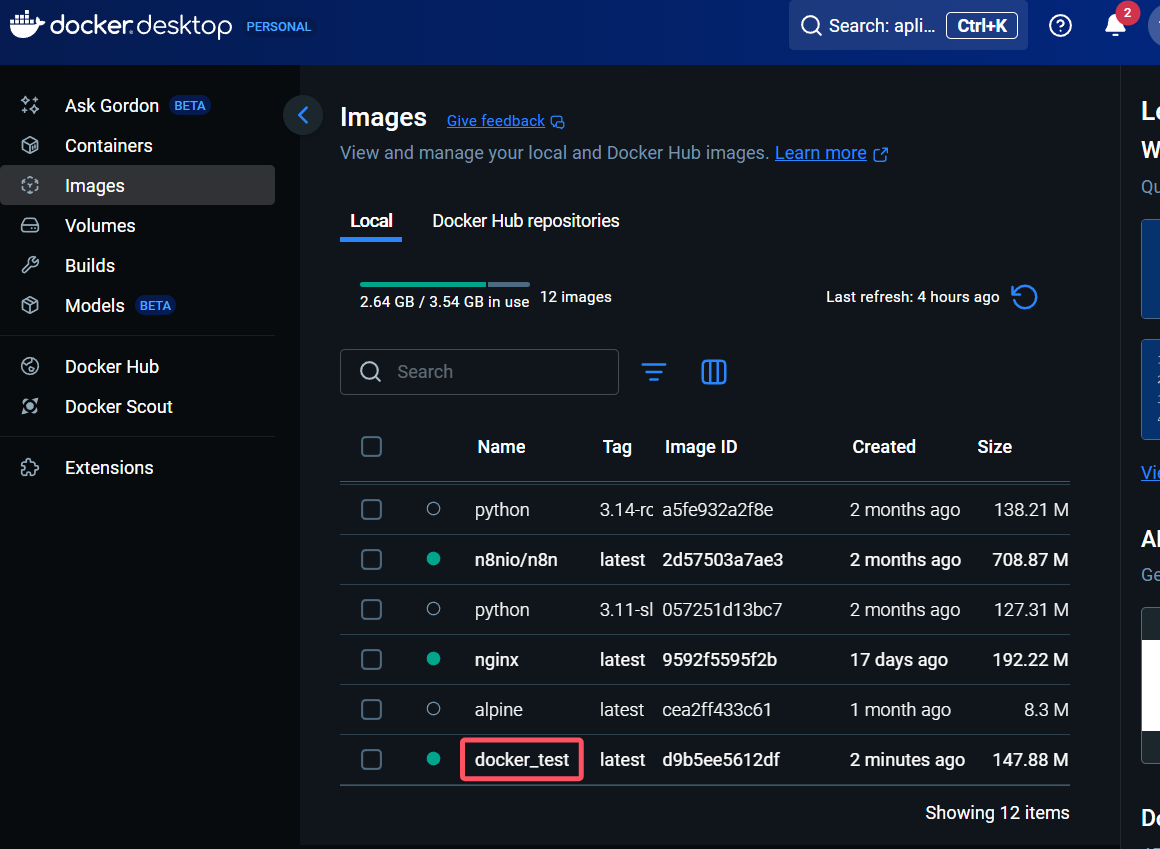 docker.desktop PERSONAL Search: apli... Ctrl+K 2
Ask Gordon BETA
Containers
Images
Volumes
Builds
Models BETA
Docker Hub
Docker Scout
Extensions
Images Give feedback
View and manage your local and Docker Hub images. Learn more
Local Docker Hub repositories
2.64 GB / 3.54 GB in use 12 images Last refresh: 4 hours ago
Search
Name Tag Image ID Created Size
python 3.14-rc a5fe932a2f8e 2 months ago 138.21 M
n8nio/n8n latest 2d57503a7ae3 2 months ago 708.87 M
python 3.11-sl 057251d13bc7 2 months ago 127.31 M
nginx latest 9592f5595f2b 17 days ago 192.22 M
alpine latest cea2ff433c61 1 month ago 8.3 M
docker_test latest d9b5ee5612df 2 minutes ago 147.88 M
Showing 12 items